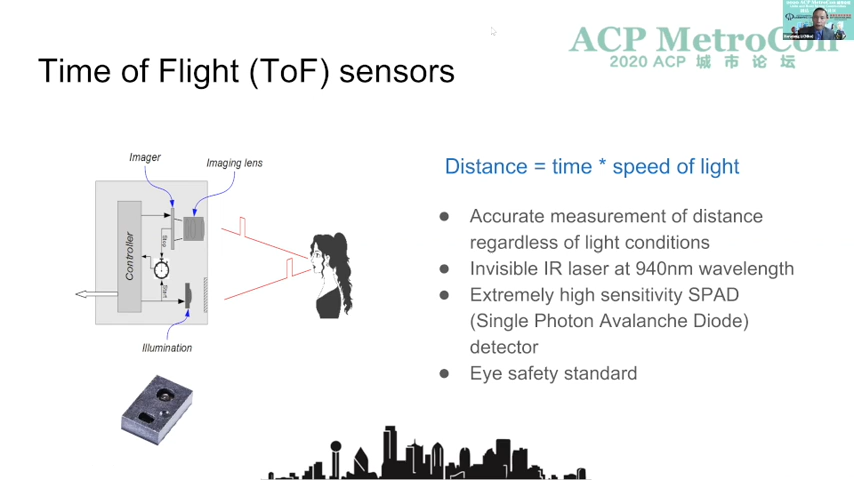 ACP MetroCon
2020 ACP 城市论坛
Time of Flight (ToF) sensors
Imager
Imaging lens
Controller
Stop
Start
Illumination
Distance = time * speed of light
● Accurate measurement of distance
regardless of light conditions
● Invisible IR laser at 940nm wavelength
● Extremely high sensitivity SPAD
(Single Photon Avalanche Diode)
detector
● Eye safety standard